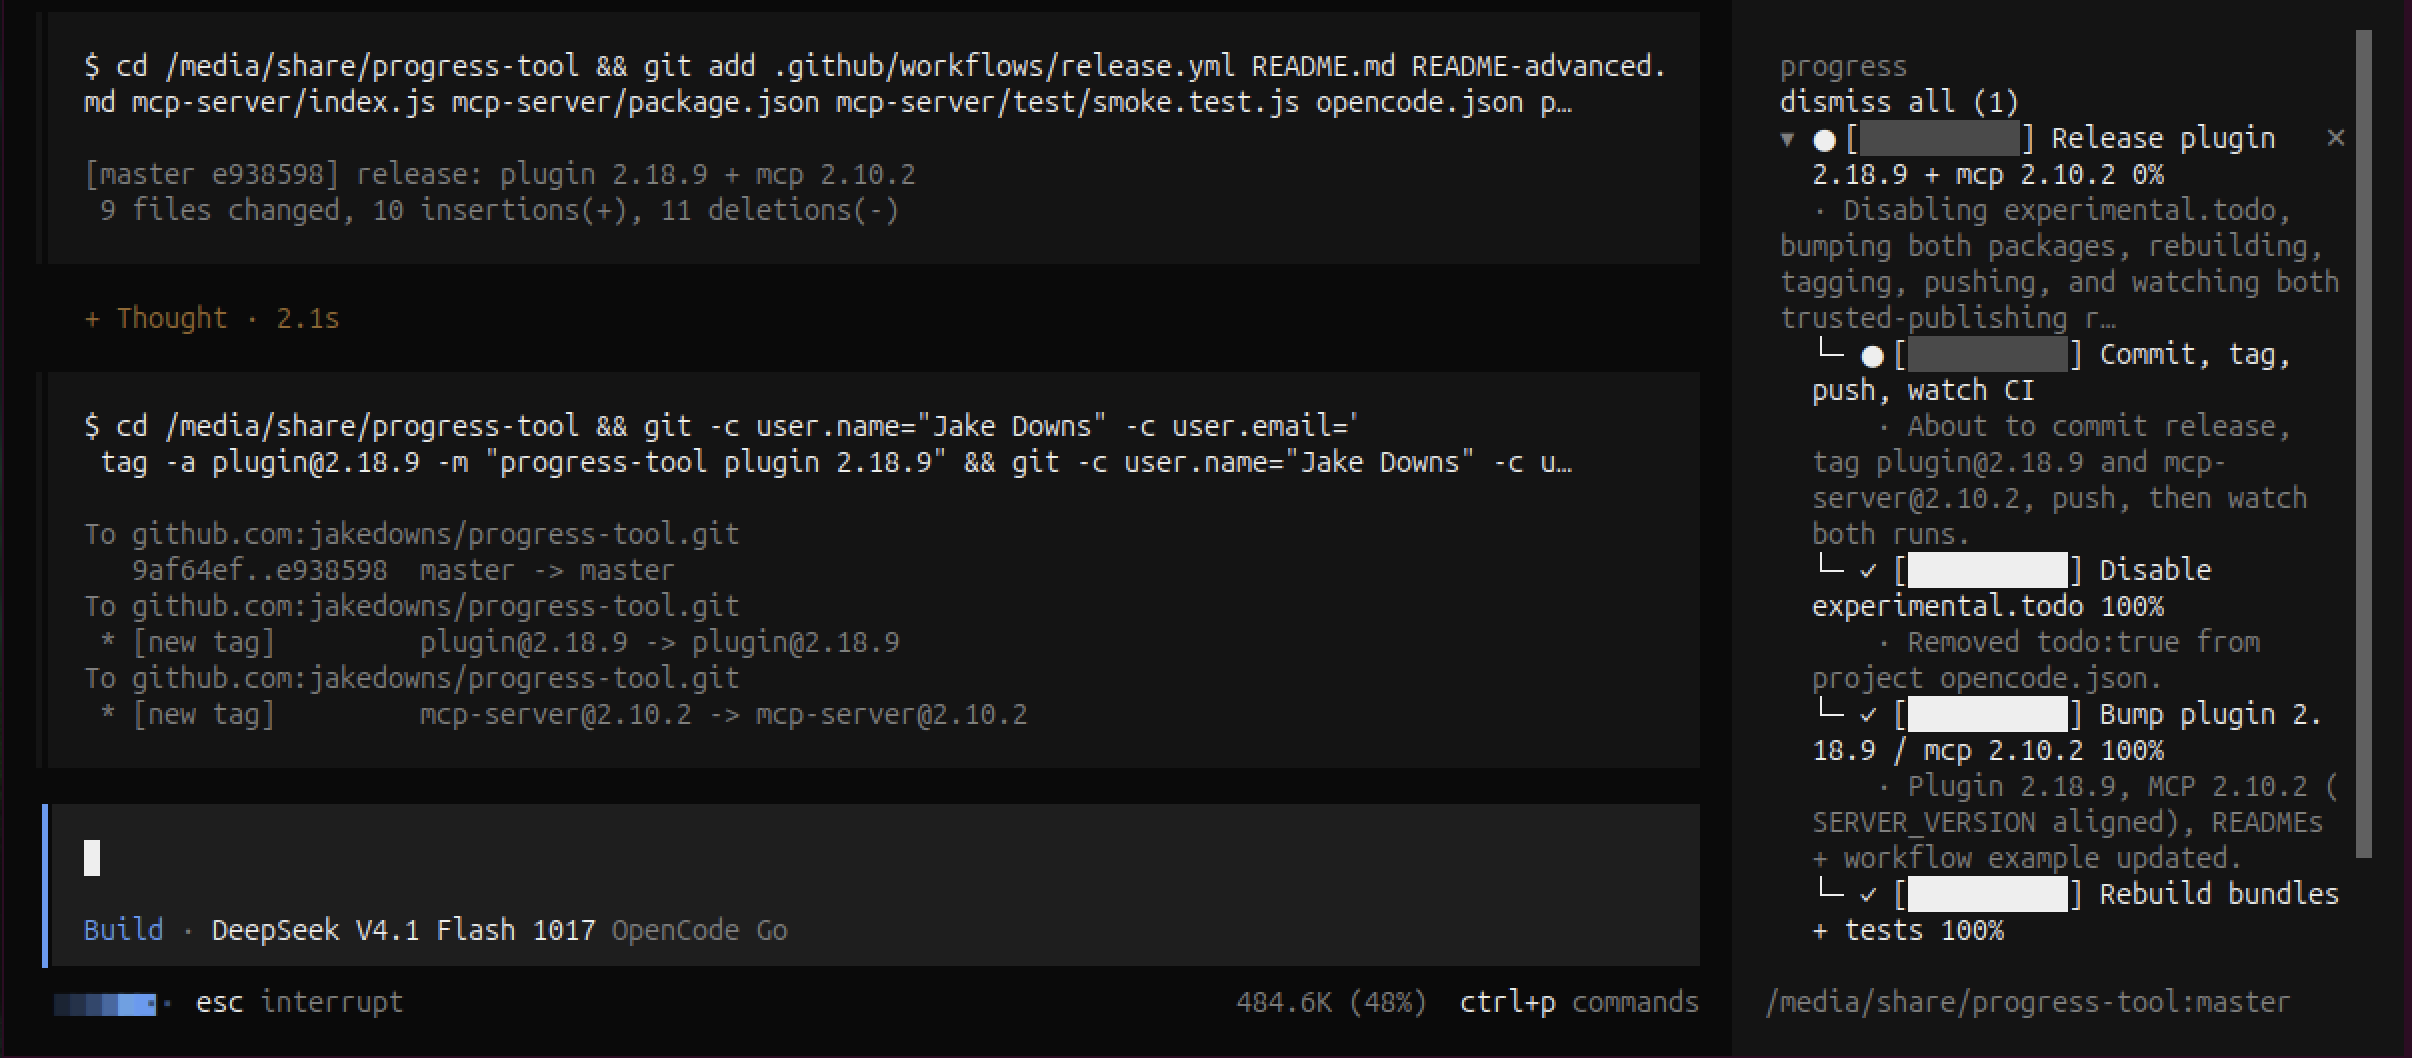 $ cd /media/share/progress-tool && git add .github/workflows/release.yml README.md README-advanced.
md mcp-server/index.js mcp-server/package.json mcp-server/test/smoke.test.js opencode.json p…
[master e938598] release: plugin 2.18.9 + mcp 2.10.2
9 files changed, 10 insertions(+), 11 deletions(-)
+ Thought · 2.1s
$ cd /media/share/progress-tool && git -c user.name="Jake Downs" -c user.email='
tag -a plugin@2.18.9 -m "progress-tool plugin 2.18.9" && git -c user.name="Jake Downs" -c u…
To github.com:jakedowns/progress-tool.git
9af64ef..e938598  master -> master
To github.com:jakedowns/progress-tool.git
* [new tag]         plugin@2.18.9 -> plugin@2.18.9
To github.com:jakedowns/progress-tool.git
* [new tag]         mcp-server@2.10.2 -> mcp-server@2.10.2
Build · DeepSeek V4.1 Flash 1017 OpenCode Go
esc interrupt
484.6K (48%)  ctrl+p commands
progress
dismiss all (1)
▼ ● [          ] Release plugin ×
2.18.9 + mcp 2.10.2 0%
· Disabling experimental.todo,
bumping both packages, rebuilding,
tagging, pushing, and watching both
trusted-publishing r…
└─ ● [          ] Commit, tag,
push, watch CI
· About to commit release,
tag plugin@2.18.9 and mcp-
server@2.10.2, push, then watch
both runs.
└─ ✓ [          ] Disable
experimental.todo 100%
· Removed todo:true from
project opencode.json.
└─ ✓ [          ] Bump plugin 2.
18.9 / mcp 2.10.2 100%
· Plugin 2.18.9, MCP 2.10.2 (
SERVER_VERSION aligned), READMEs
+ workflow example updated.
└─ ✓ [          ] Rebuild bundles
+ tests 100%
/media/share/progress-tool:master